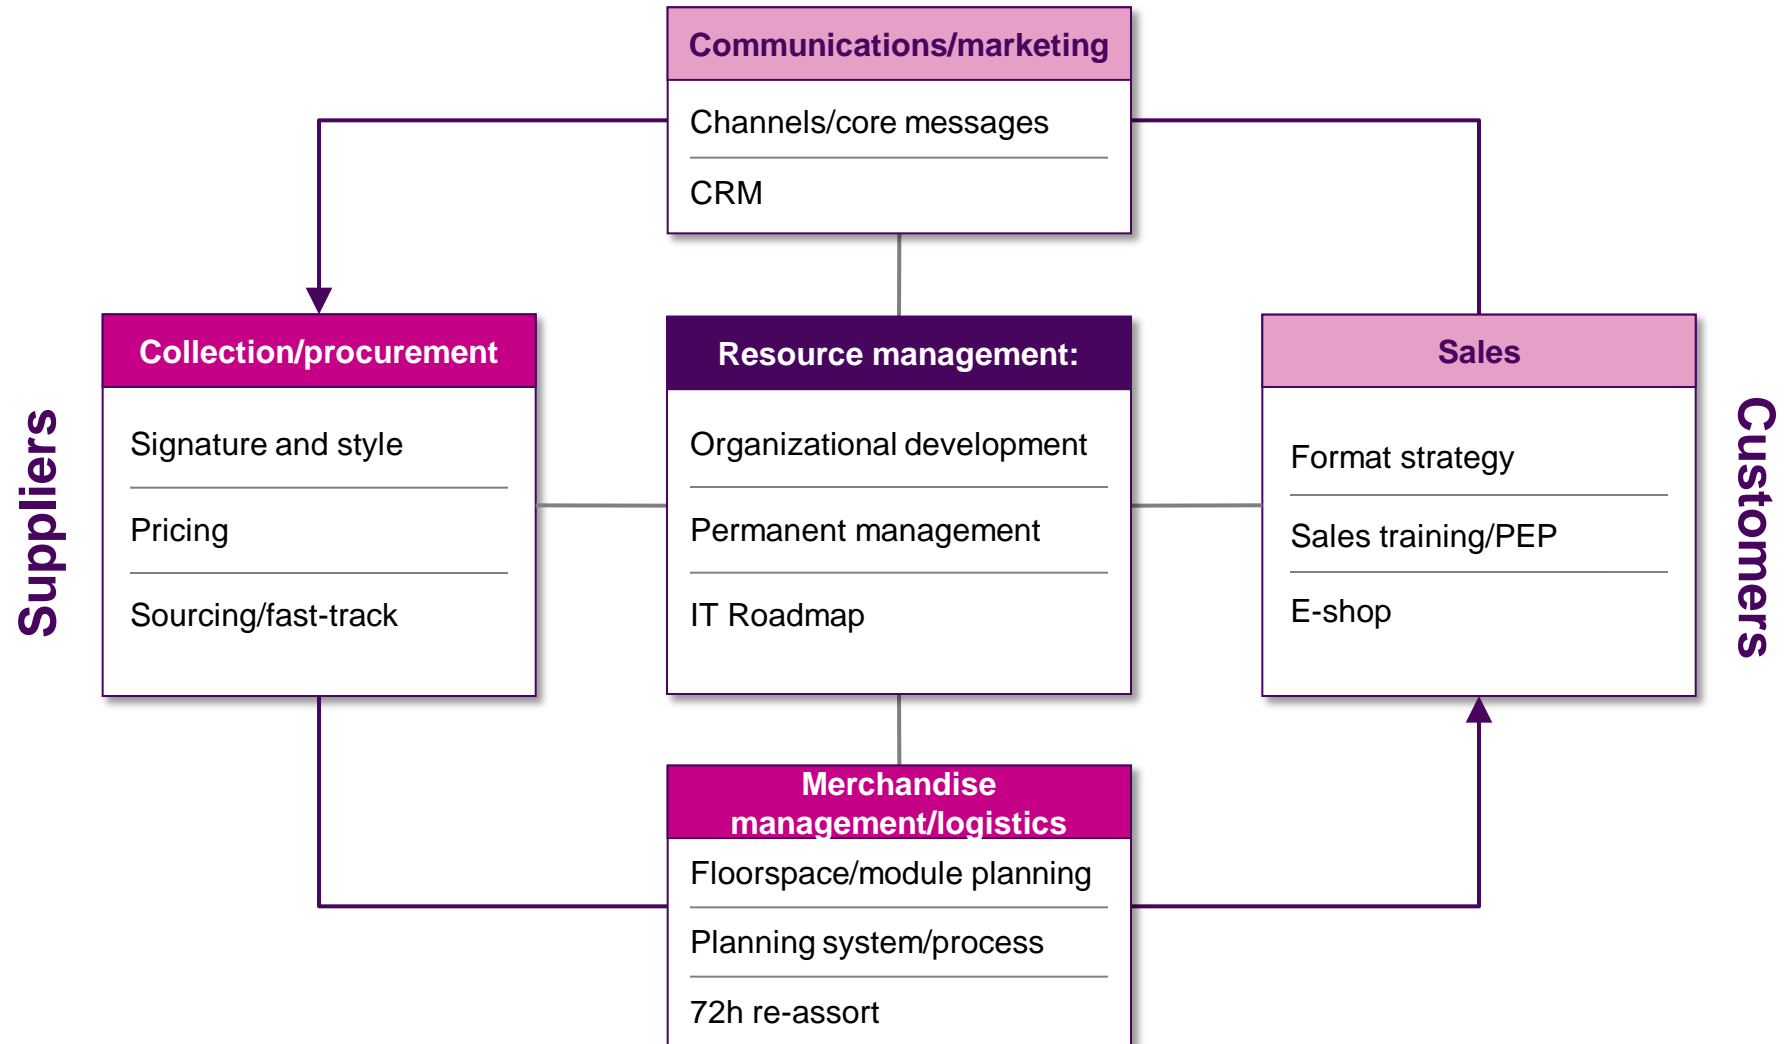 Communications/marketing
Channels/core messages
CRM
Suppliers
Collection/procurement
Signature and style
Pricing
Sourcing/fast-track
Resource management:
Organizational development
Permanent management
IT Roadmap
Sales
Format strategy
Sales training/PEP
E-shop
Customers
Merchandise
management/logistics
Floorspace/module planning
Planning system/process
72h re-assort